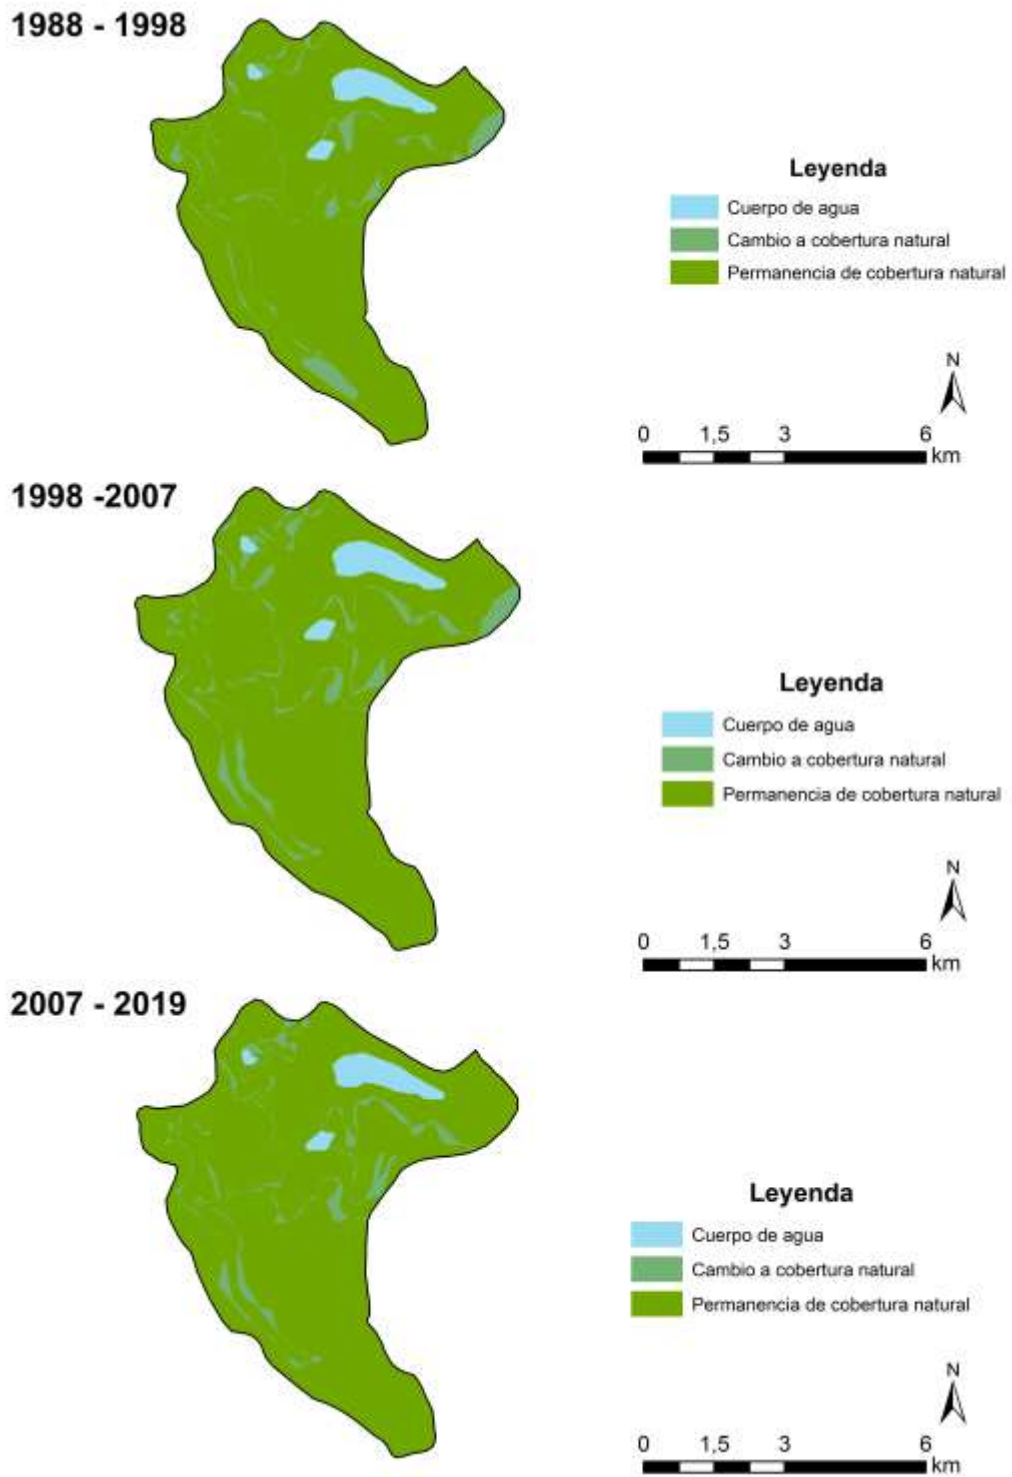 1988 - 1998
Leyenda
Cuerpo de agua
Cambio a cobertura natural
Permanencia de cobertura natural
N
0 1,5 3 6
km
1998 -2007
Leyenda
Cuerpo de agua
Cambio a cobertura natural
Permanencia de cobertura natural
N
0 1,5 3 6
km
2007 - 2019
Leyenda
Cuerpo de agua
Cambio a cobertura natural
Permanencia de cobertura natural
N
0 1,5 3 6
km